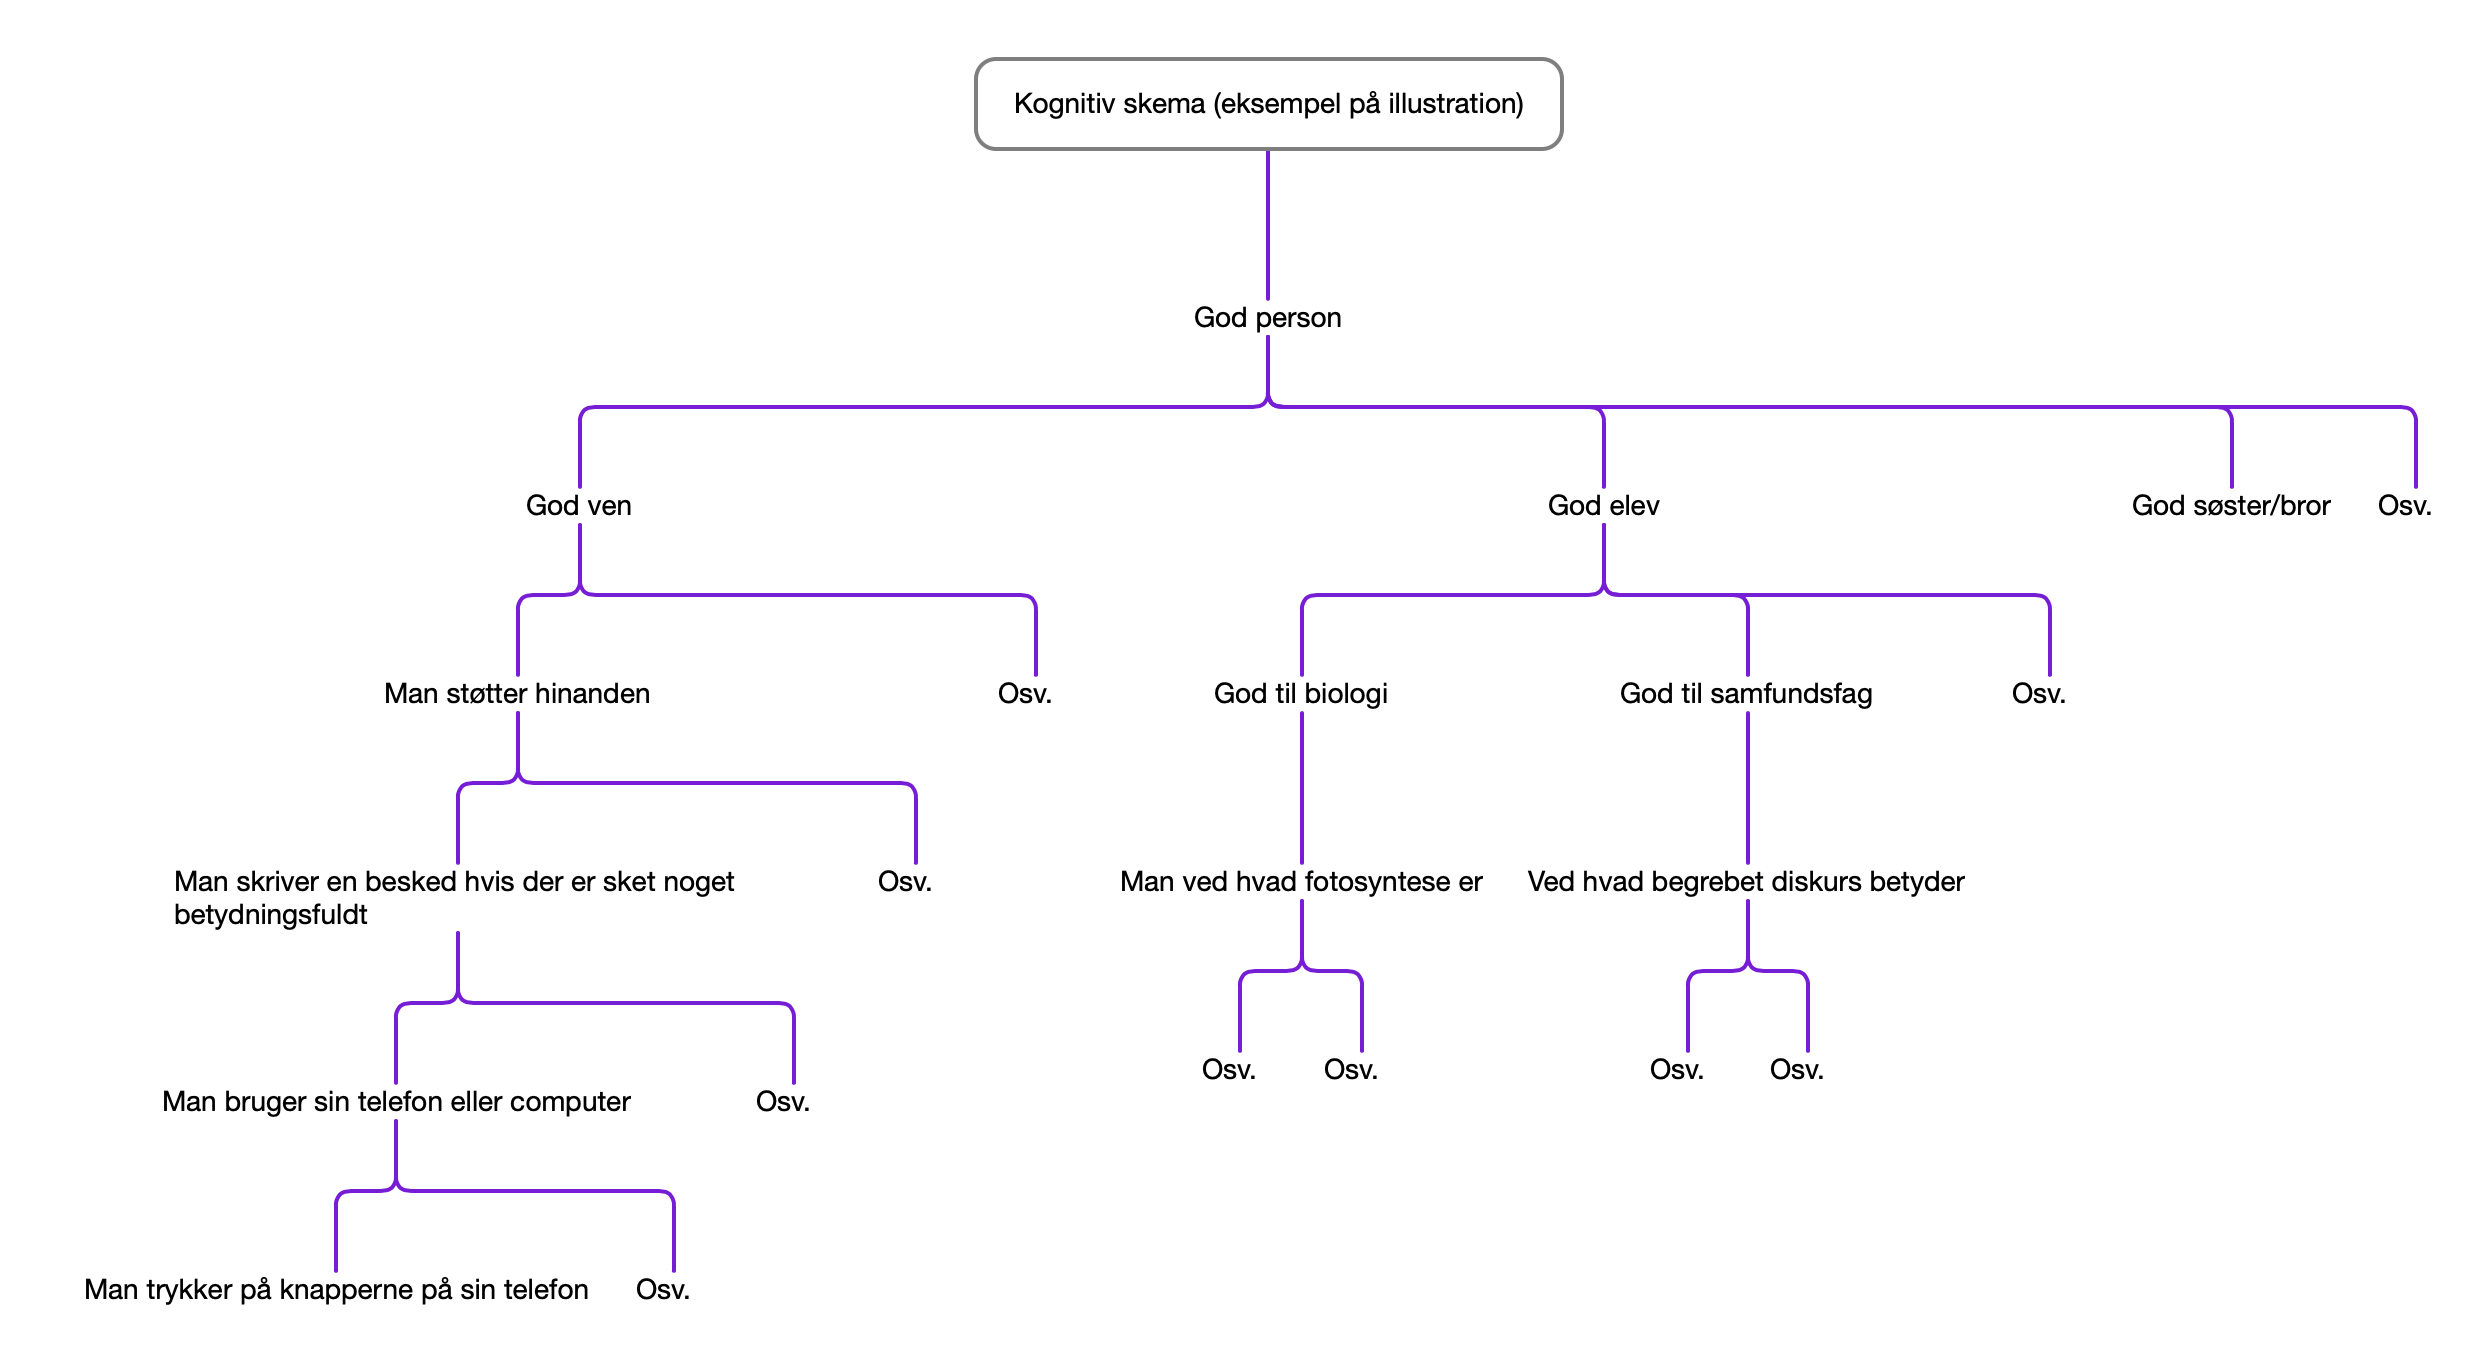 Kognitiv skema (eksempel på illustration)
God person
God ven
God elev
God søster/bror
Osv.
Man støtter hinanden
Osv.
God til biologi
God til samfundsfag
Osv.
Man skriver en besked hvis der er sket noget
betydningsfuldt
Osv.
Man ved hvad fotosyntese er
Ved hvad begrebet diskurs betyder
Osv.
Osv.
Osv.
Osv.
Man bruger sin telefon eller computer
Osv.
Man trykker på knapperne på sin telefon
Osv.